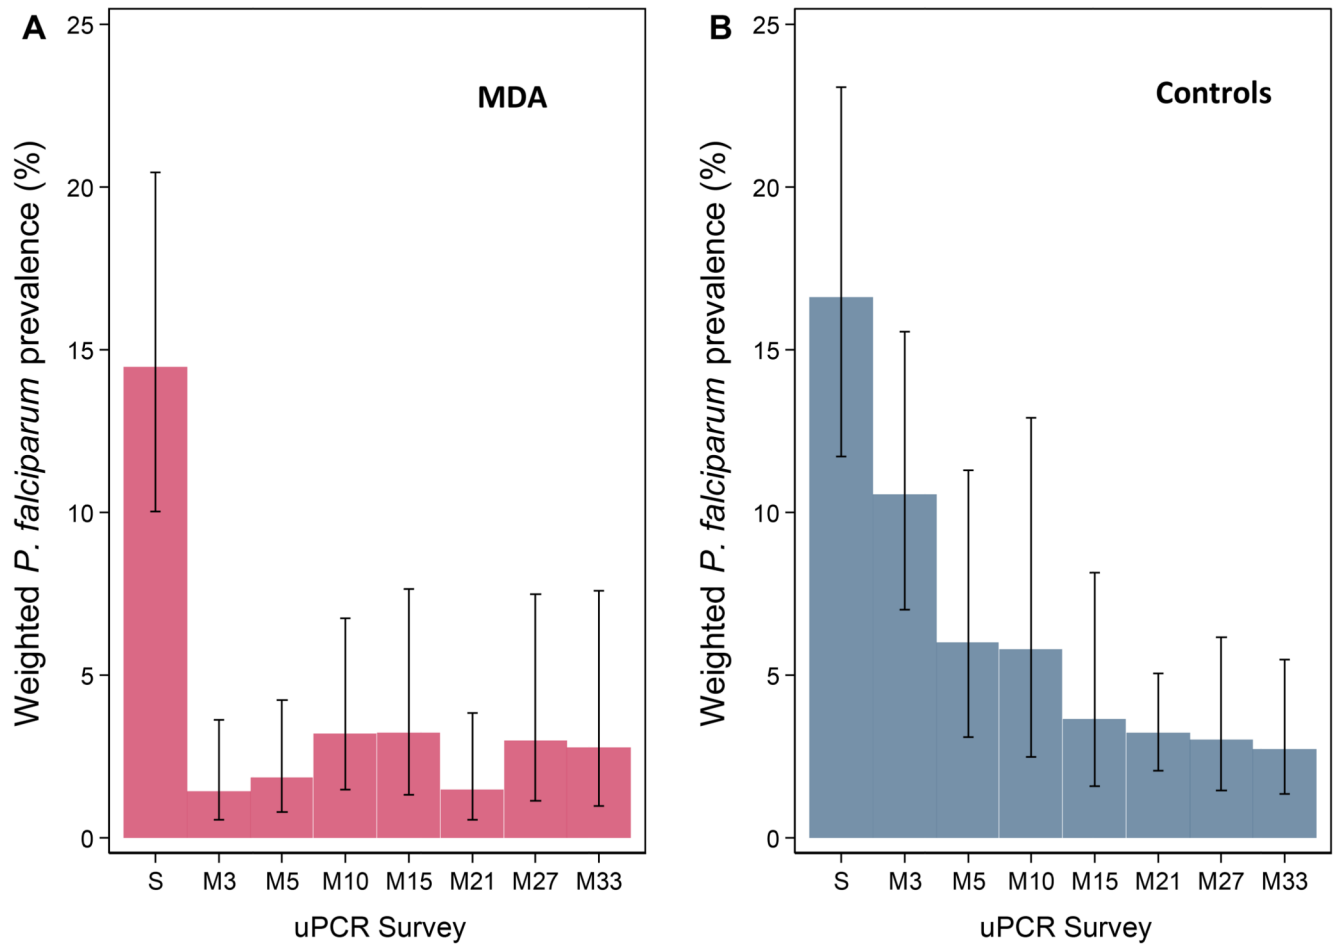 A
MDA
Weighted P. falciparum prevalence (%)
25
20
15
10
5
0
S M3 M5 M10 M15 M21 M27 M33
uPCR Survey
B
Controls
Weighted P. falciparum prevalence (%)
25
20
15
10
5
0
S M3 M5 M10 M15 M21 M27 M33
uPCR Survey